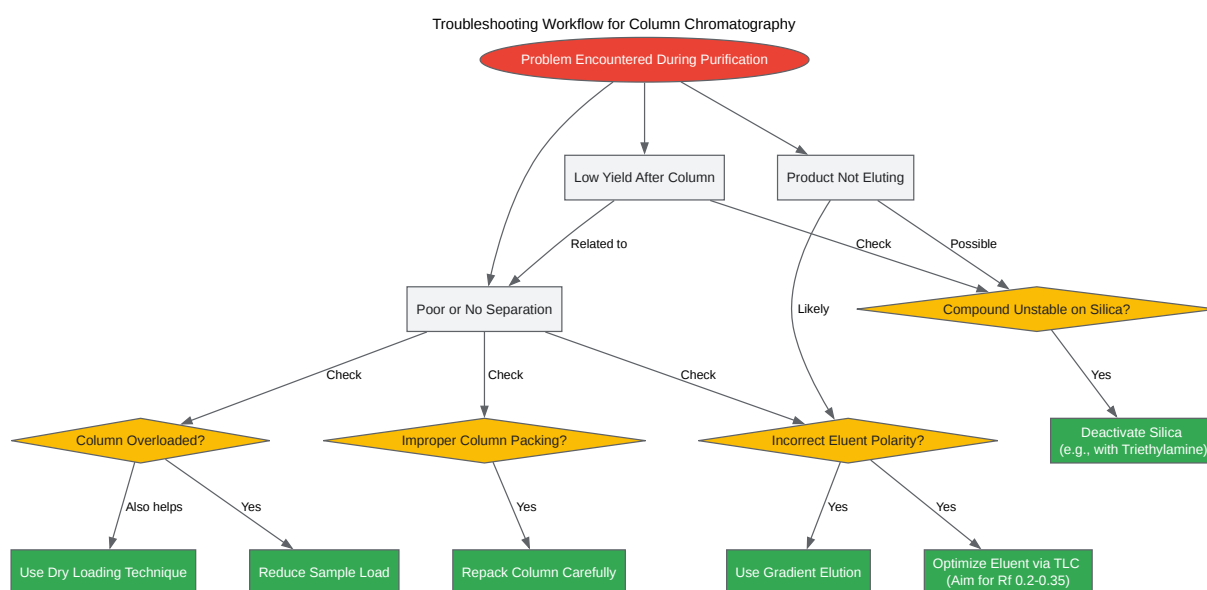 Troubleshooting Workflow for Column Chromatography
Problem Encountered During Purification
Low Yield After Column
Product Not Eluting
Related to
Check
Possible
Poor or No Separation
Likely
Compound Unstable on Silica?
Check
Check
Check
Yes
Column Overloaded?
Improper Column Packing?
Incorrect Eluent Polarity?
Deactivate Silica
(e.g., with Triethylamine)
Also helps
Yes
Yes
Yes
Yes
Use Dry Loading Technique
Reduce Sample Load
Repack Column Carefully
Use Gradient Elution
Optimize Eluent via TLC
(Aim for Rf 0.2-0.35)